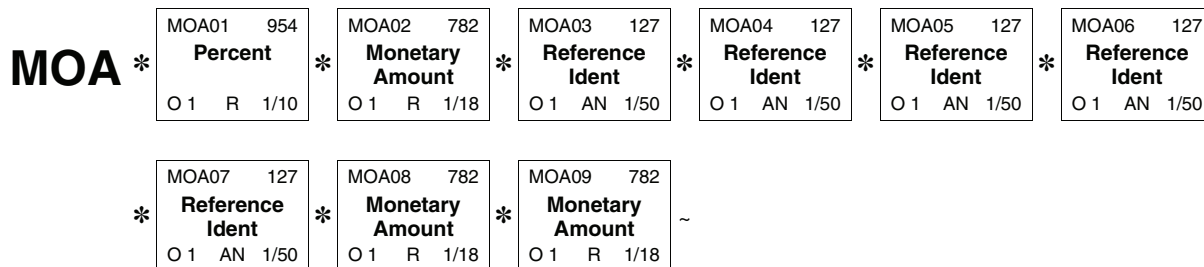 MOA * MOA01 954 * MOA02 782 * MOA03 127 * MOA04 127 * MOA05 127 * MOA06 127
Percent Monetary Reference Reference Reference Reference
Amount Ident Ident Ident Ident
O 1 R 1/10 O 1 R 1/18 O 1 AN 1/50 O 1 AN 1/50 O 1 AN 1/50 O 1 AN 1/50
* MOA07 127 * MOA08 782 * MOA09 782 ~
Reference Monetary Monetary
Ident Amount Amount
O 1 AN 1/50 O 1 R 1/18 O 1 R 1/18